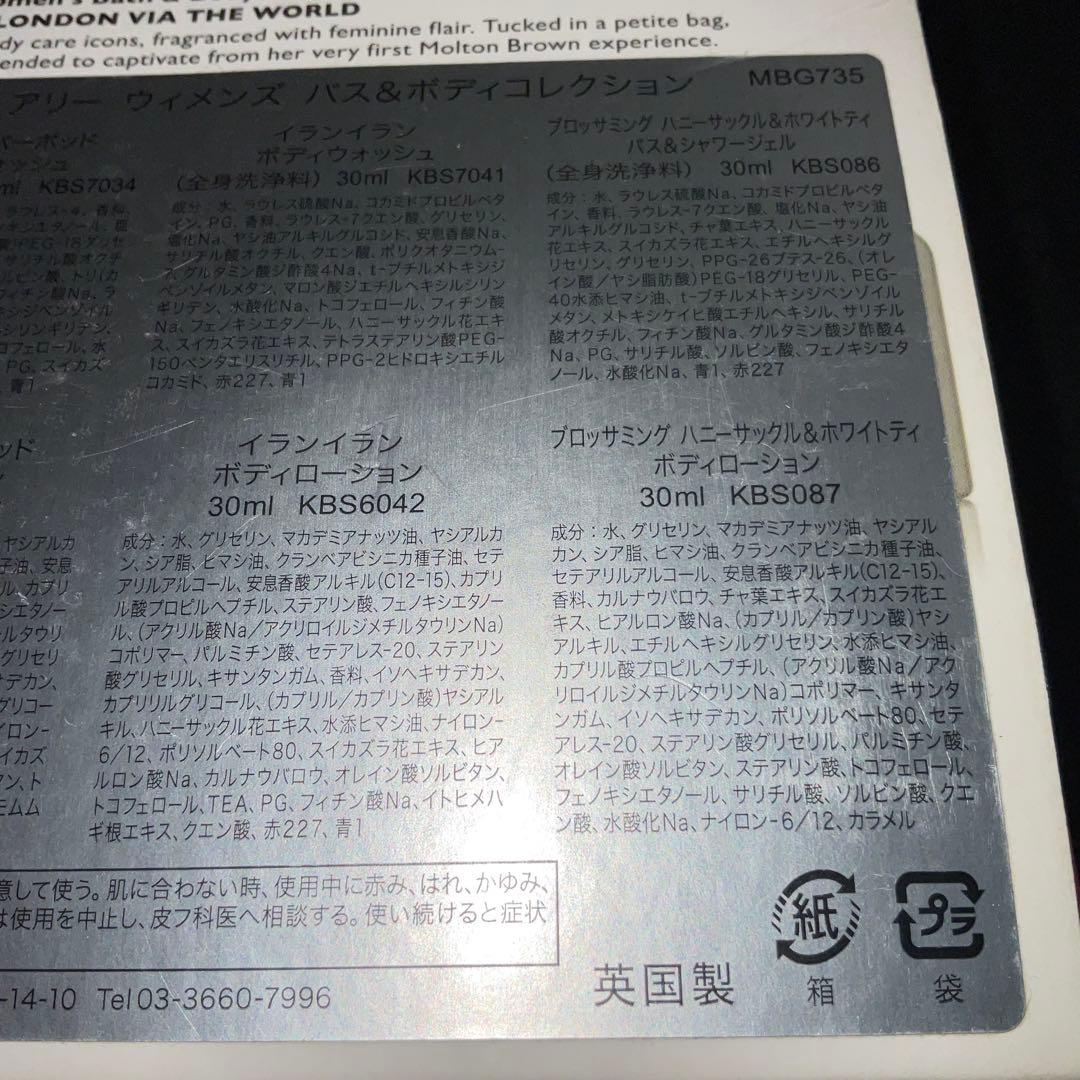 LONDON VIA THE WORLD
dy care icons, fragranced with feminine flair. Tucked in a petite bag,
ended to captivate from her very first Molton Brown experience.
アリー ウィメンズ バス&ボディコレクション MBG735
バーボッド
ォッシュ
ml KBS7034
イランイラン
ボディウォッシュ
(全身洗浄料) 30ml KBS7041
成分:水、ラウレス硫酸Na、コカミドプロピルベタ
イン、PG、香料、ラウレス-7クエン酸、グリセリン、
塩化Na、ヤシ油アルキルグルコシド、安息香酸Na、
サリチル酸オクチル、クエン酸、ポリクオタニウム-
7、グルタミン酸ジ酢酸4Na、t-ブチルメトキシジ
ベンゾイルメタン、マロン酸ジエチルヘキシルシリン
ギリデン、水酸化Na、トコフェロール、フィチン酸
Na、フェノキシエタノール、ハニーサックル花エキ
ス、スイカズラ花エキス、テトラステアリン酸PEG-
150ペンタエリスリチル、PPG-2ヒドロキシエチル
コカミド、赤227、青1
ブロッサミング ハニーサックル&ホワイトティ
バス&シャワージェル
(全身洗浄料) 30ml KBS086
成分:水、ラウレス硫酸Na、コカミドプロピルベタ
イン、香料、ラウレス-7クエン酸、塩化Na、ヤシ油
アルキルグルコシド、チャ葉エキス、ハニーサックル
花エキス、スイカズラ花エキス、エチルヘキシルグ
リセリン、グリセリン、PPG-26ブテス-26、(オレ
イン酸/ヤシ脂肪酸)PEG-18グリセリル、PEG-
40水添ヒマシ油、t-ブチルメトキシジベンゾイル
メタン、メトキシケイヒ酸エチルヘキシル、サリチル
酸オクチル、フィチン酸Na、グルタミン酸ジ酢酸4
Na、PG、サリチル酸、ソルビン酸、フェノキシエタ
ノール、水酸化Na、青1、赤227
イランイラン
ボディローション
30ml KBS6042
成分:水、グリセリン、マカデミアナッツ油、ヤシアルカ
ン、シア脂、ヒマシ油、クランベアビシニカ種子油、セテ
アリルアルコール、安息香酸アルキル(C12-15)、カプリ
ル酸プロピルヘプチル、ステアリン酸、フェノキシエタノー
ル、(アクリル酸Na/アクリロイルジメチルタウリンNa)
コポリマー、パルミチン酸、セテアレス-20、ステアリン
酸グリセリル、キサンタンガム、香料、イソヘキサデカン、
カプリリルグリコール、(カプリル/カプリン酸)ヤシアル
キル、ハニーサックル花エキス、水添ヒマシ油、ナイロン-
6/12、ポリソルベート80、スイカズラ花エキス、ヒア
ルロン酸Na、カルナウバロウ、オレイン酸ソルビタン、
トコフェロール、TEA、PG、フィチン酸Na、イトヒメハ
ギ根エキス、クエン酸、赤227、青1
ブロッサミング ハニーサックル&ホワイトティ
ボディローション
30ml KBS087
成分:水、グリセリン、マカデミアナッツ油、ヤシアル
カン、シア脂、ヒマシ油、クランベアビシニカ種子油、
セテアリルアルコール、安息香酸アルキル(C12-15)、
香料、カルナウバロウ、チャ葉エキス、スイカズラ花エ
キス、ヒアルロン酸Na、(カプリル/カプリン酸)ヤシ
アルキル、エチルヘキシルグリセリン、水添ヒマシ油、
カプリル酸プロピルヘプチル、(アクリル酸Na/アク
リロイルジメチルタウリンNa)コポリマー、キサンタ
ンガム、イソヘキサデカン、ポリソルベート80、セテ
アレス-20、ステアリン酸グリセリル、パルミチン酸、
オレイン酸ソルビタン、ステアリン酸、トコフェロール、
フェノキシエタノール、サリチル酸、ソルビン酸、クエ
ン酸、水酸化Na、ナイロン-6/12、カラメル
意して使う。肌に合わない時、使用中に赤み、はれ、かゆみ、
は使用を中止し、皮フ科医へ相談する。使い続けると症状
-14-10 Tel 03-3660-7996
英国製
紙
箱
プラ
袋